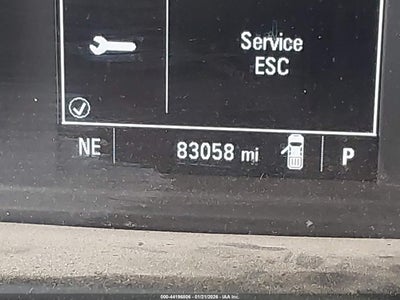 Service
ESC
NE 83058 mi P
000-44196806 - 01/21/2026 - IAA Inc.